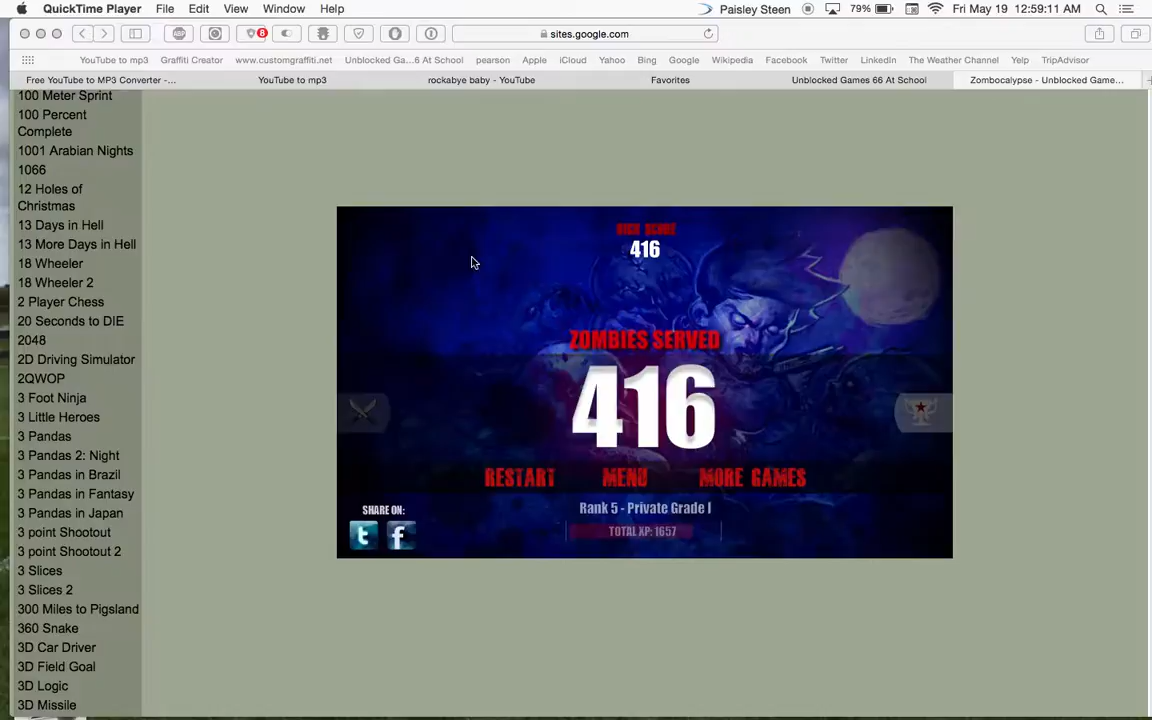 QuickTime Player File Edit View Window Help Paisley Steen 79% Fri May 19 12:59:11 AM
8 sites.google.com
YouTube to mp3 Graffiti Creator www.customgraffiti.net Unblocked Ga...6 At School pearson Apple iCloud Yahoo Bing Google Wikipedia Facebook Twitter LinkedIn The Weather Channel Yelp TripAdvisor
Free YouTube to MP3 Converter -... YouTube to mp3 rockabye baby - YouTube Favorites Unblocked Games 66 At School Zombocalypse - Unblocked Game...
100 Meter Sprint
100 Percent
Complete
1001 Arabian Nights
1066
12 Holes of
Christmas
13 Days in Hell
13 More Days in Hell
18 Wheeler
18 Wheeler 2
2 Player Chess
20 Seconds to DIE
2048
2D Driving Simulator
2QWOP
3 Foot Ninja
3 Little Heroes
3 Pandas
3 Pandas 2: Night
3 Pandas in Brazil
3 Pandas in Fantasy
3 Pandas in Japan
3 point Shootout
3 point Shootout 2
3 Slices
3 Slices 2
300 Miles to Pigsland
360 Snake
3D Car Driver
3D Field Goal
3D Logic
3D Missile
HIGH SCORE
416
ZOMBIES SERVED
416
RESTART MENU MORE GAMES
SHARE ON:
t f
Rank 5 - Private Grade I
TOTAL XP: 1657